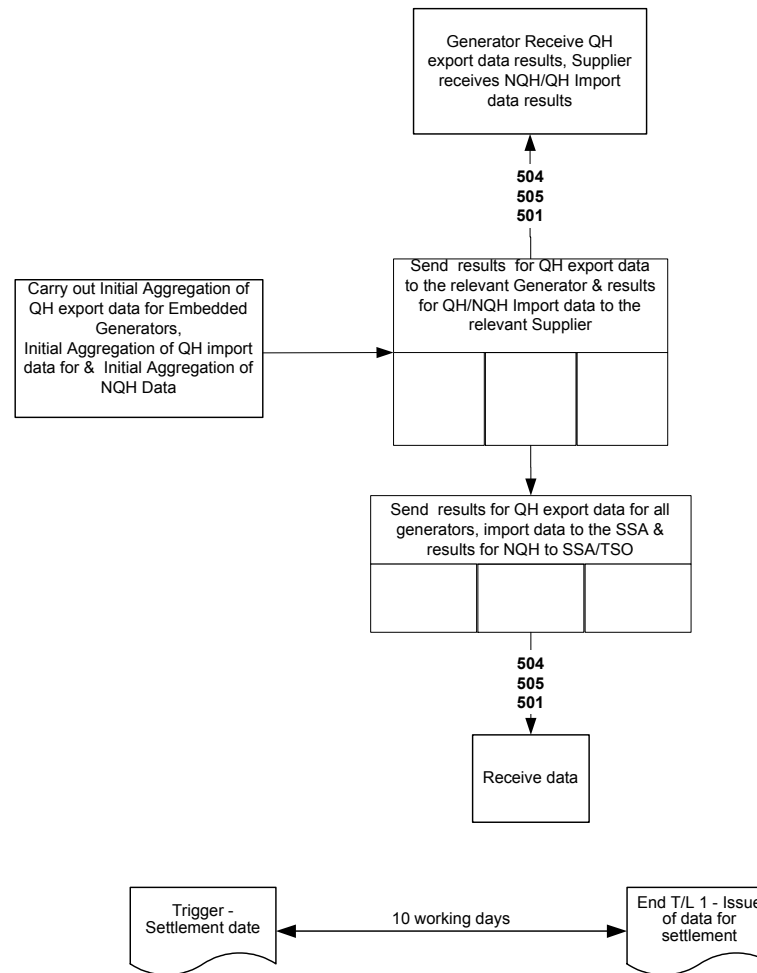 Generator Receive QH
export data results, Supplier
receives NQH/QH Import
data results
504
505
501
Send results for QH export data
to the relevant Generator & results
for QH/NQH Import data to the
relevant Supplier
Carry out Initial Aggregation of
QH export data for Embedded
Generators,
Initial Aggregation of QH import
data for & Initial Aggregation of
NQH Data
Send results for QH export data for all
generators, import data to the SSA &
results for NQH to SSA/TSO
504
505
501
Receive data
Trigger -
Settlement date
10 working days
End T/L 1 - Issue
of data for
settlement